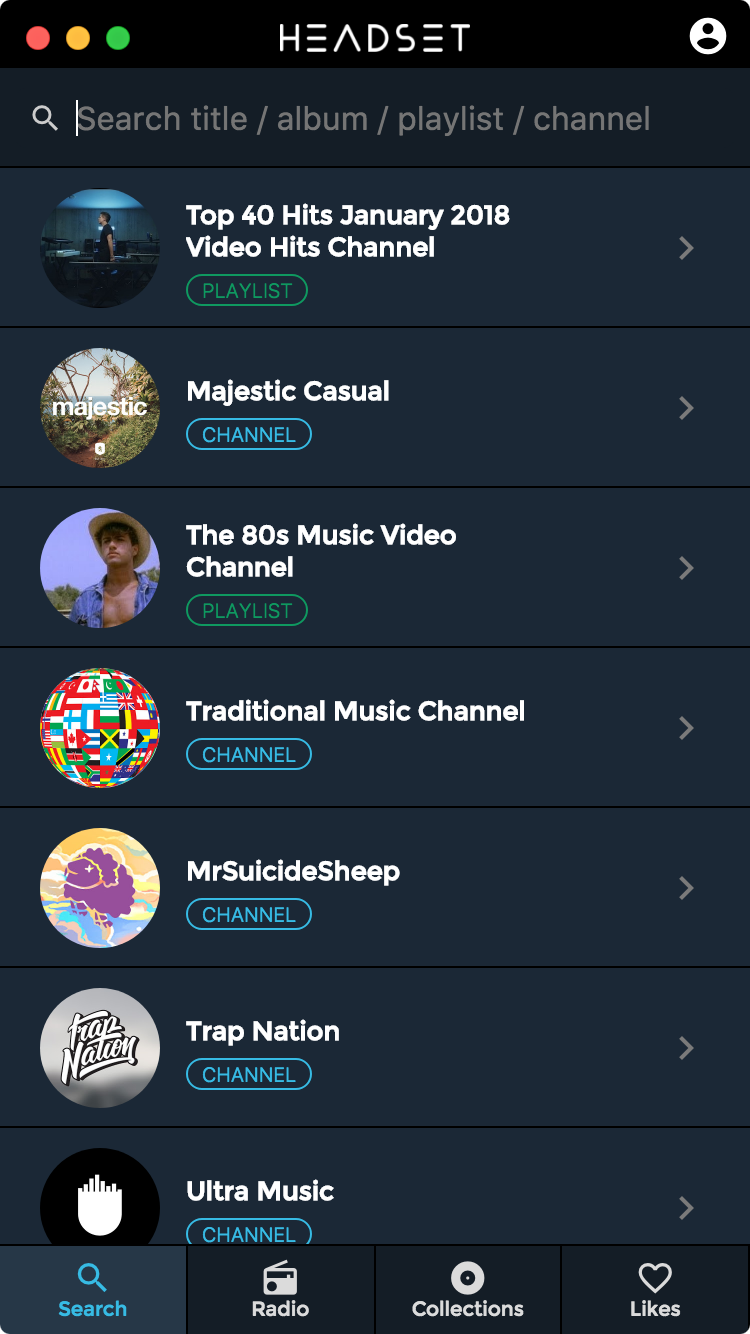 HEADSET
Search title / album / playlist / channel
Top 40 Hits January 2018
Video Hits Channel
PLAYLIST
majestic
Majestic Casual
CHANNEL
The 80s Music Video
Channel
PLAYLIST
Traditional Music Channel
CHANNEL
MrSuicideSheep
CHANNEL
Trap
Nation
Trap Nation
CHANNEL
Ultra Music
CHANNEL
Search
Radio
Collections
Likes